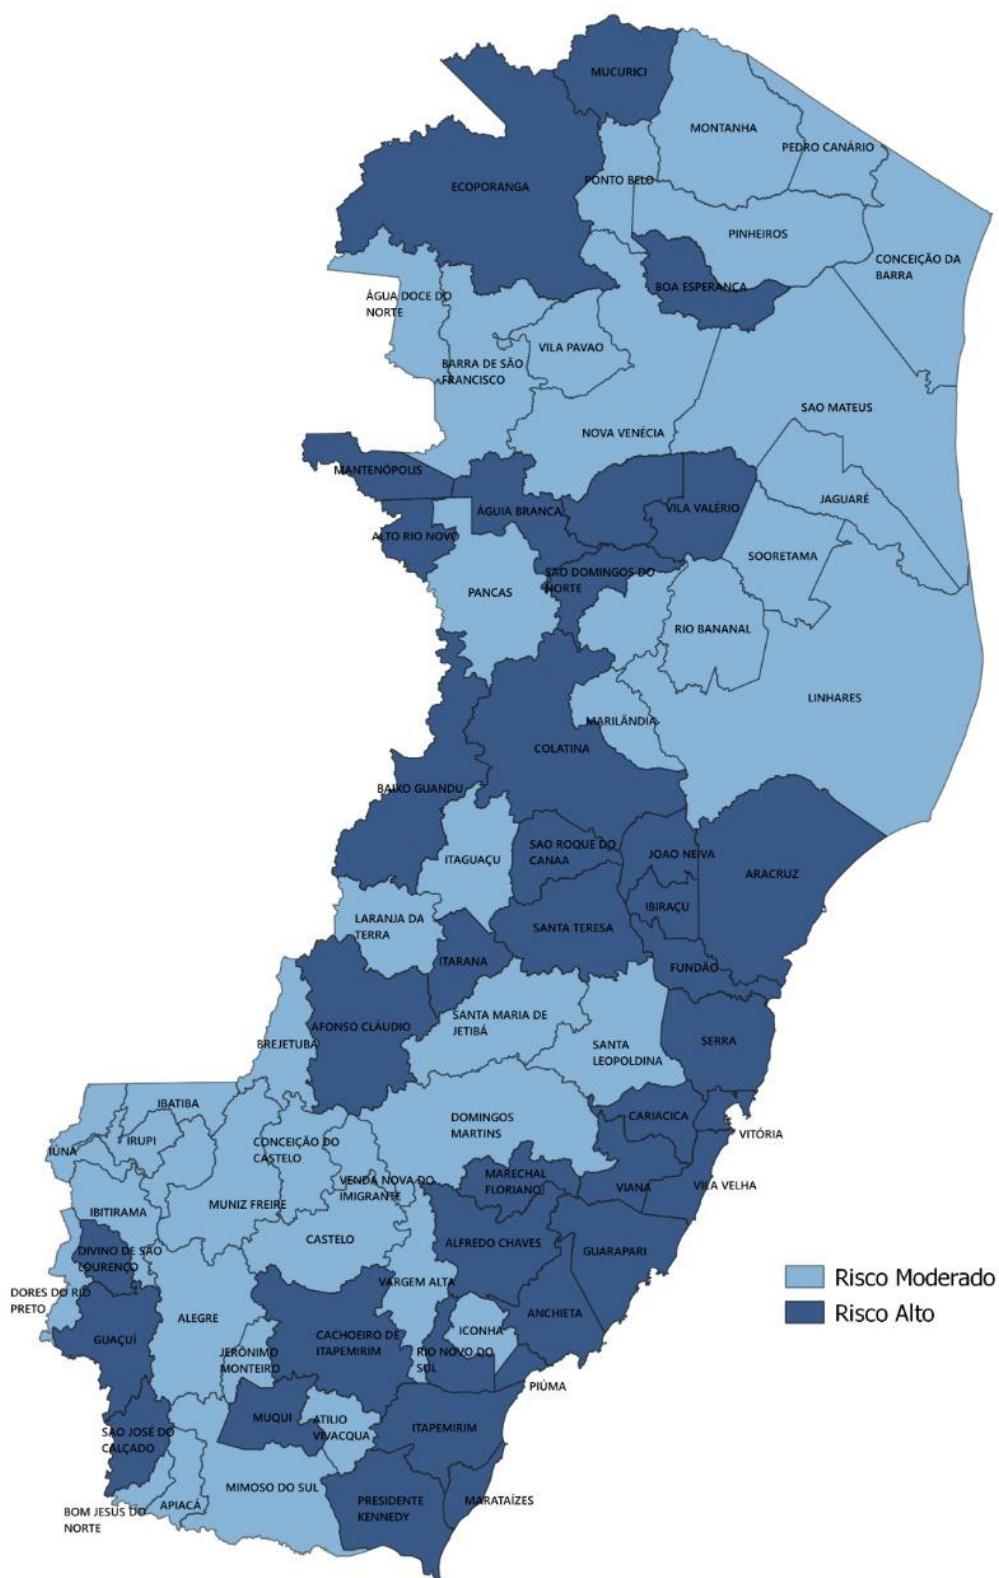 MUCURICI
MONTANHA
PEDRO CANÁRIO
ECOPORANGA
PONTO BELO
PINHEIROS
CONCEIÇÃO DA
BARRA
BOA ESPERANÇA
ÁGUA DOCE DO
NORTE
VILA PAVAO
BARRA DE SÃO
FRANCISCO
SAO MATEUS
NOVA VENÉCIA
MANTENÓPOLIS
JAGUARÉ
VILA VALÉRIO
ÁGUIA BRANCA
ALTO RIO NOVO
SOORETAMA
SAO DOMINGOS DO
NORTE
PANCAS
RIO BANANAL
LINHARES
MARILÂNDIA
COLATINA
BAIXO GUANDU
SAO ROQUE DO
CANAA
JOAO NEIVA
ITAGUAÇU
ARACRUZ
IBIRAÇU
LARANJA DA
TERRA
SANTA TERESA
ITARANA
FUNDÃO
SANTA MARIA DE
JETIBÁ
AFONSO CLÁUDIO
BREJETUBA
SANTA
LEOPOLDINA
SERRA
IBATIBA
DOMINGOS
MARTINS
CARIACICA
VITÓRIA
IRUPI
CONCEIÇÃO DO
CASTELO
IÚNA
VENDA NOVA DO
IMIGRANTE
MARECHAL
FLORIANO
VIANA
VILA VELHA
MUNIZ FREIRE
IBITIRAMA
CASTELO
ALFREDO CHAVES
GUARAPARI
DIVINO DE SÃO
LOURENÇO
Risco Moderado
DORES DO RIO
PRETO
VARGEM ALTA
Risco Alto
ANCHIETA
ALEGRE
GUAÇUÍ
CACHOEIRO DE
ITAPEMIRIM
ICONHA
JERÔNIMO
MONTEIRO
RIO NOVO DO
SUL
PIÚMA
MUQUI
ATILIO
VIVACQUA
ITAPEMIRIM
SAO JOSÉ DO
CALÇADO
MIMOSO DO SUL
APIACÁ
BOM JESUS DO
NORTE
PRESIDENTE
KENNEDY
MARATAÍZES